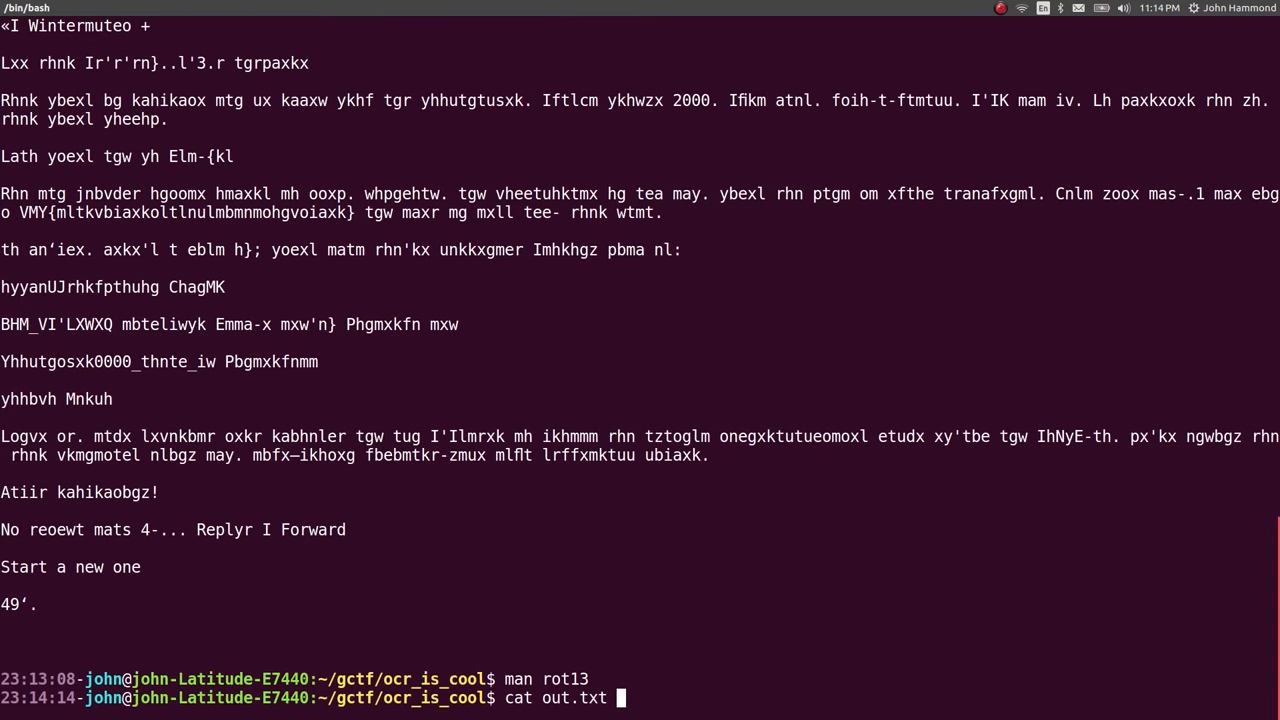 /bin/bash
En 11:14 PM John Hammond
«I Wintermuteo +
Lxx rhnk Ir'r'rn}..l'3.r tgrpaxkx
Rhnk ybexl bg kahikaox mtg ux kaaxw ykhf tgr yhhutgtusxk. Iftlcm ykhwzx 2000. Ifikm atnl. foih-t-ftmtuu. I'IK mam iv. Lh paxkxoxk rhn zh.
rhnk ybexl yheehp.
Lath yoexl tgw yh Elm-{kl
Rhn mtg jnbvder hgoomx hmaxkl mh ooxp. whpgehtw. tgw vheetuhktmx hg tea may. ybexl rhn ptgm om xfthe tranafxgml. Cnlm zoox mas-.1 max ebg
o VMY{mltkvbiaxkoltlnulmbmnmohgvoiaxk} tgw maxr mg mxll tee- rhnk wtmt.
th an‘iex. axkx'l t eblm h}; yoexl matm rhn'kx unkkxgmer Imhkhgz pbma nl:
hyyanUJrhkfpthuhg ChagMK
BHM_VI'LXWXQ mbteliwyk Emma-x mxw'n} Phgmxkfn mxw
Yhhutgosxk0000_thnte_iw Pbgmxkfnmm
yhhbvh Mnkuh
Logvx or. mtdx lxvnkbmr oxkr kabhnler tgw tug I'Ilmrxk mh ikhmmm rhn tztoglm onegxktutueomoxl etudx xy'tbe tgw IhNyE-th. px'kx ngwbgz rhn
rhnk vkmgmotel nlbgz may. mbfx—ikhoxg fbebmtkr-zmux mlflt lrffxmktuu ubiaxk.
Atiir kahikaobgz!
No reoewt mats 4-... Replyr I Forward
Start a new one
49‘.
23:13:08-john@john-Latitude-E7440:~/gctf/ocr_is_cool$ man rot13
23:14:14-john@john-Latitude-E7440:~/gctf/ocr_is_cool$ cat out.txt